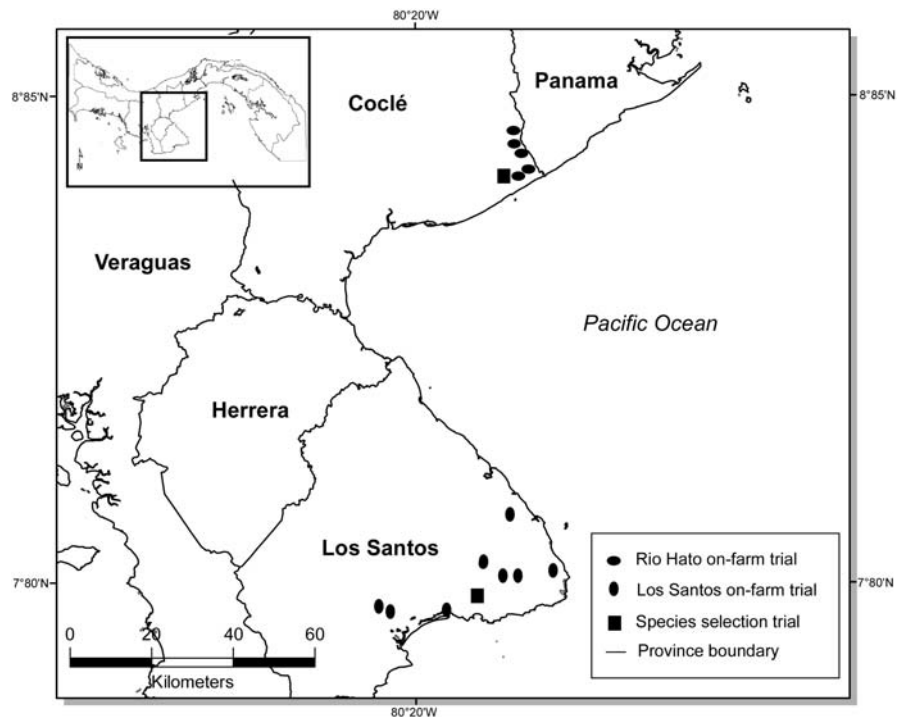 80°20'W
8°85'N
8°85'N
Coclé
Panama
Veraguas
Pacific Ocean
Herrera
Los Santos
7°80'N
7°80'N
Rio Hato on-farm trial
Los Santos on-farm trial
Species selection trial
Province boundary
0 20 40 60
Kilometers
80°20'W